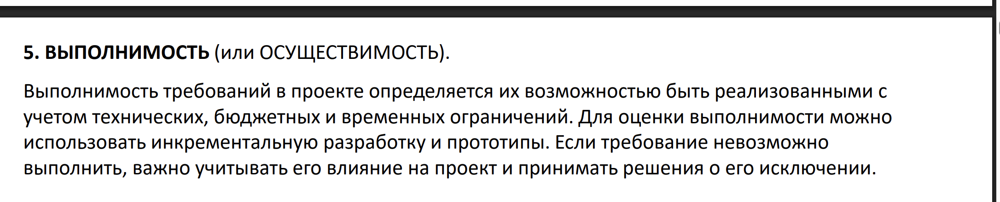 5. ВЫПОЛНИМОСТЬ (или ОСУЩЕСТВИМОСТЬ).
Выполнимость требований в проекте определяется их возможностью быть реализованными с
учетом технических, бюджетных и временных ограничений. Для оценки выполнимости можно
использовать инкрементальную разработку и прототипы. Если требование невозможно
выполнить, важно учитывать его влияние на проект и принимать решения о его исключении.